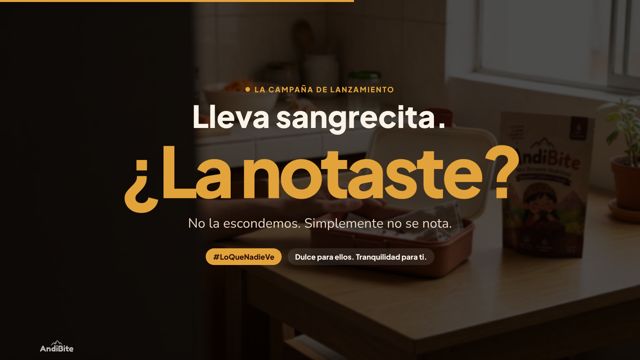 LA CAMPAÑA DE LANZAMIENTO
Lleva sangrecita.
¿La notaste?
AndiBite
No la escondemos. Simplemente no se nota.
#LoQueNadieVe
Dulce para ellos. Tranquilidad para ti.
AndiBite